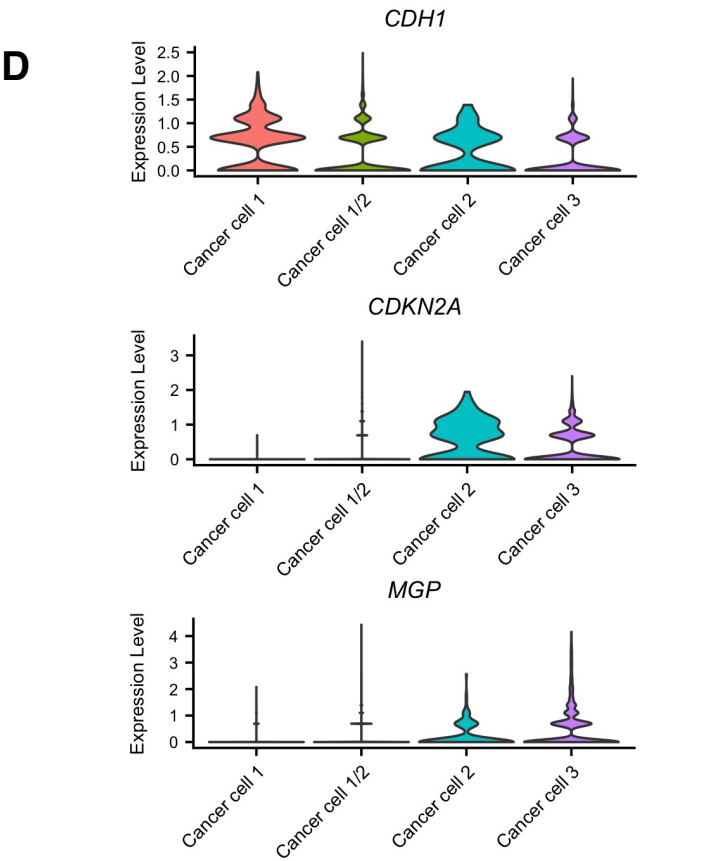 D
CDH1
Expression Level
2.5
2.0
1.5
1.0
0.5
0.0
Cancer cell 1
Cancer cell 1/2
Cancer cell 2
Cancer cell 3
CDKN2A
Expression Level
3
2
1
0
Cancer cell 1
Cancer cell 1/2
Cancer cell 2
Cancer cell 3
MGP
Expression Level
4
3
2
1
0
Cancer cell 1
Cancer cell 1/2
Cancer cell 2
Cancer cell 3